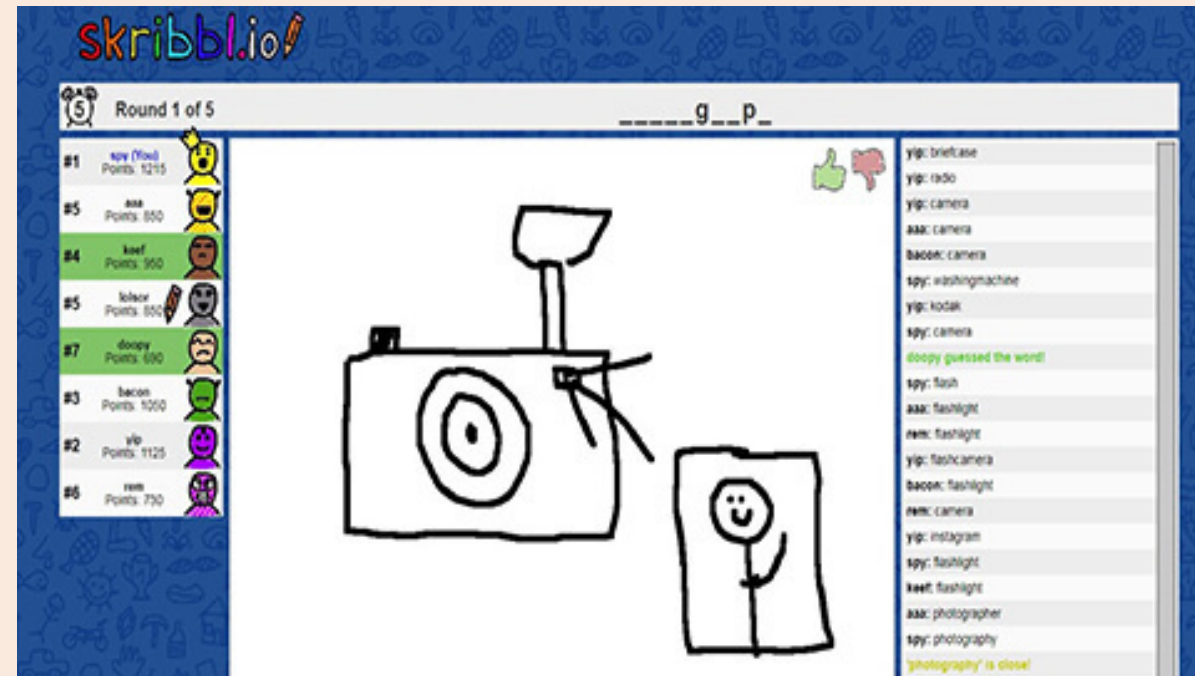 skribbl.io
5
Round 1 of 5
_____g__p_
#1 spy (You)
Points: 1215
#5 aaa
Points: 850
#4 keef
Points: 950
#5 lolsor
Points: 850
#7 doopy
Points: 690
#3 bacon
Points: 1050
#2 yip
Points: 1125
#6 rem
Points: 750
yip: briefcase
yip: radio
yip: camera
aaa: camera
bacon: camera
spy: washingmachine
yip: kodak
spy: camera
doopy guessed the word!
spy: flash
aaa: flashlight
rem: flashlight
yip: flashcamera
bacon: flashlight
rem: camera
yip: instagram
spy: flashlight
keef: flashlight
aaa: photographer
spy: photography
'photography' is close!